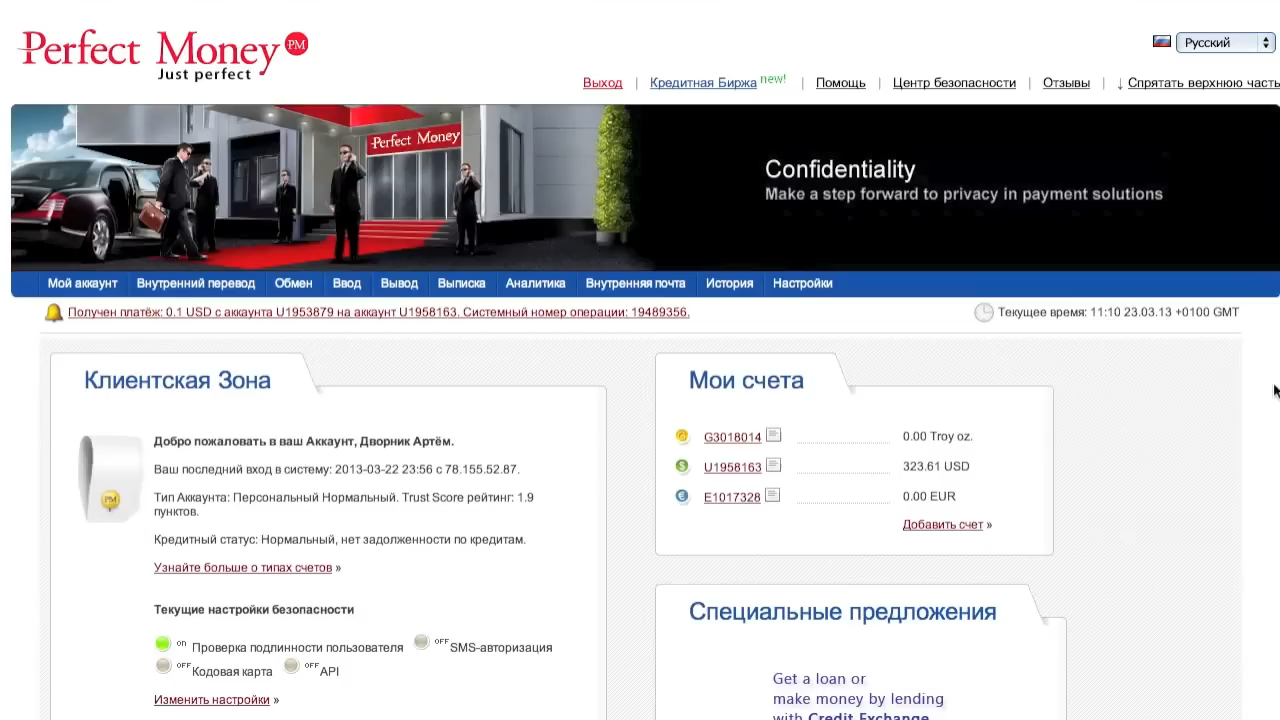 Perfect Money PM
Just perfect
Русский
Выход | Кредитная Биржа new! | Помощь | Центр безопасности | Отзывы | ↓ Спрятать верхнюю часть
Perfect Money
Confidentiality
Make a step forward to privacy in payment solutions
Мой аккаунт Внутренний перевод Обмен Ввод Вывод Выписка Аналитика Внутренняя почта История Настройки
Получен платёж: 0.1 USD с аккаунта U1953879 на аккаунт U1958163. Системный номер операции: 19489356.
Текущее время: 11:10 23.03.13 +0100 GMT
Клиентская Зона
PM
Добро пожаловать в ваш Аккаунт, Дворник Артём.
Ваш последний вход в систему: 2013-03-22 23:56 с 78.155.52.87.
Тип Аккаунта: Персональный Нормальный. Trust Score рейтинг: 1.9
пунктов.
Кредитный статус: Нормальный, нет задолженности по кредитам.
Узнайте больше о типах счетов »
Текущие настройки безопасности
on Проверка подлинности пользователя OFF SMS-авторизация
OFF Кодовая карта OFF API
Изменить настройки »
Мои счета
G3018014 0.00 Troy oz.
U1958163 323.61 USD
E1017328 0.00 EUR
Добавить счет »
Специальные предложения
Get a loan or
make money by lending
with Credit Exchange